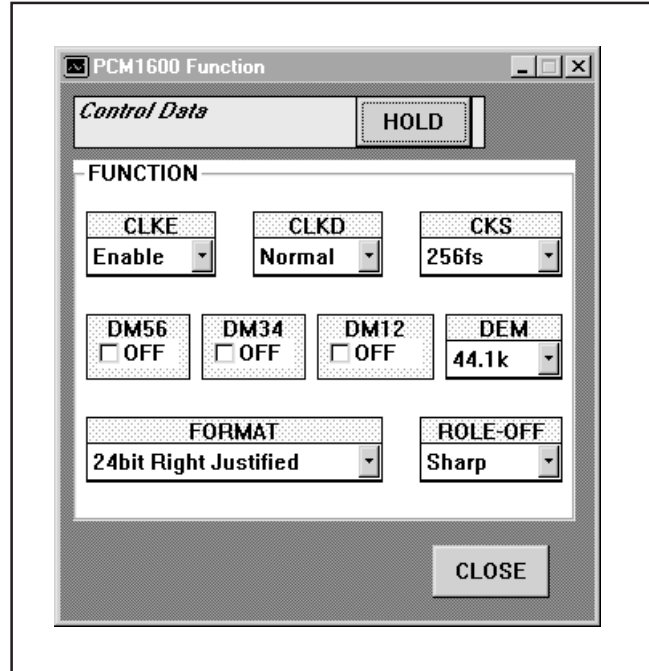 PCM1600 Function
Control Data
HOLD
FUNCTION
CLKE CLKD CKS
Enable Normal 256fs
DM56 DM34 DM12 DEM
OFF OFF OFF 44.1k
FORMAT ROLE-OFF
24bit Right Justified Sharp
CLOSE